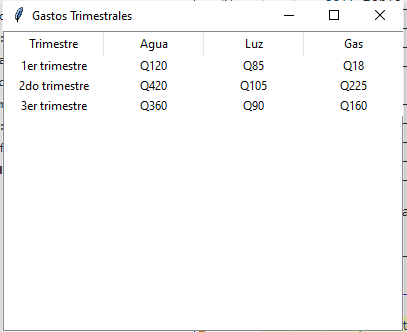 Gastos Trimestrales
Trimestre Agua Luz Gas
1er trimestre Q120 Q85 Q18
2do trimestre Q420 Q105 Q225
3er trimestre Q360 Q90 Q160